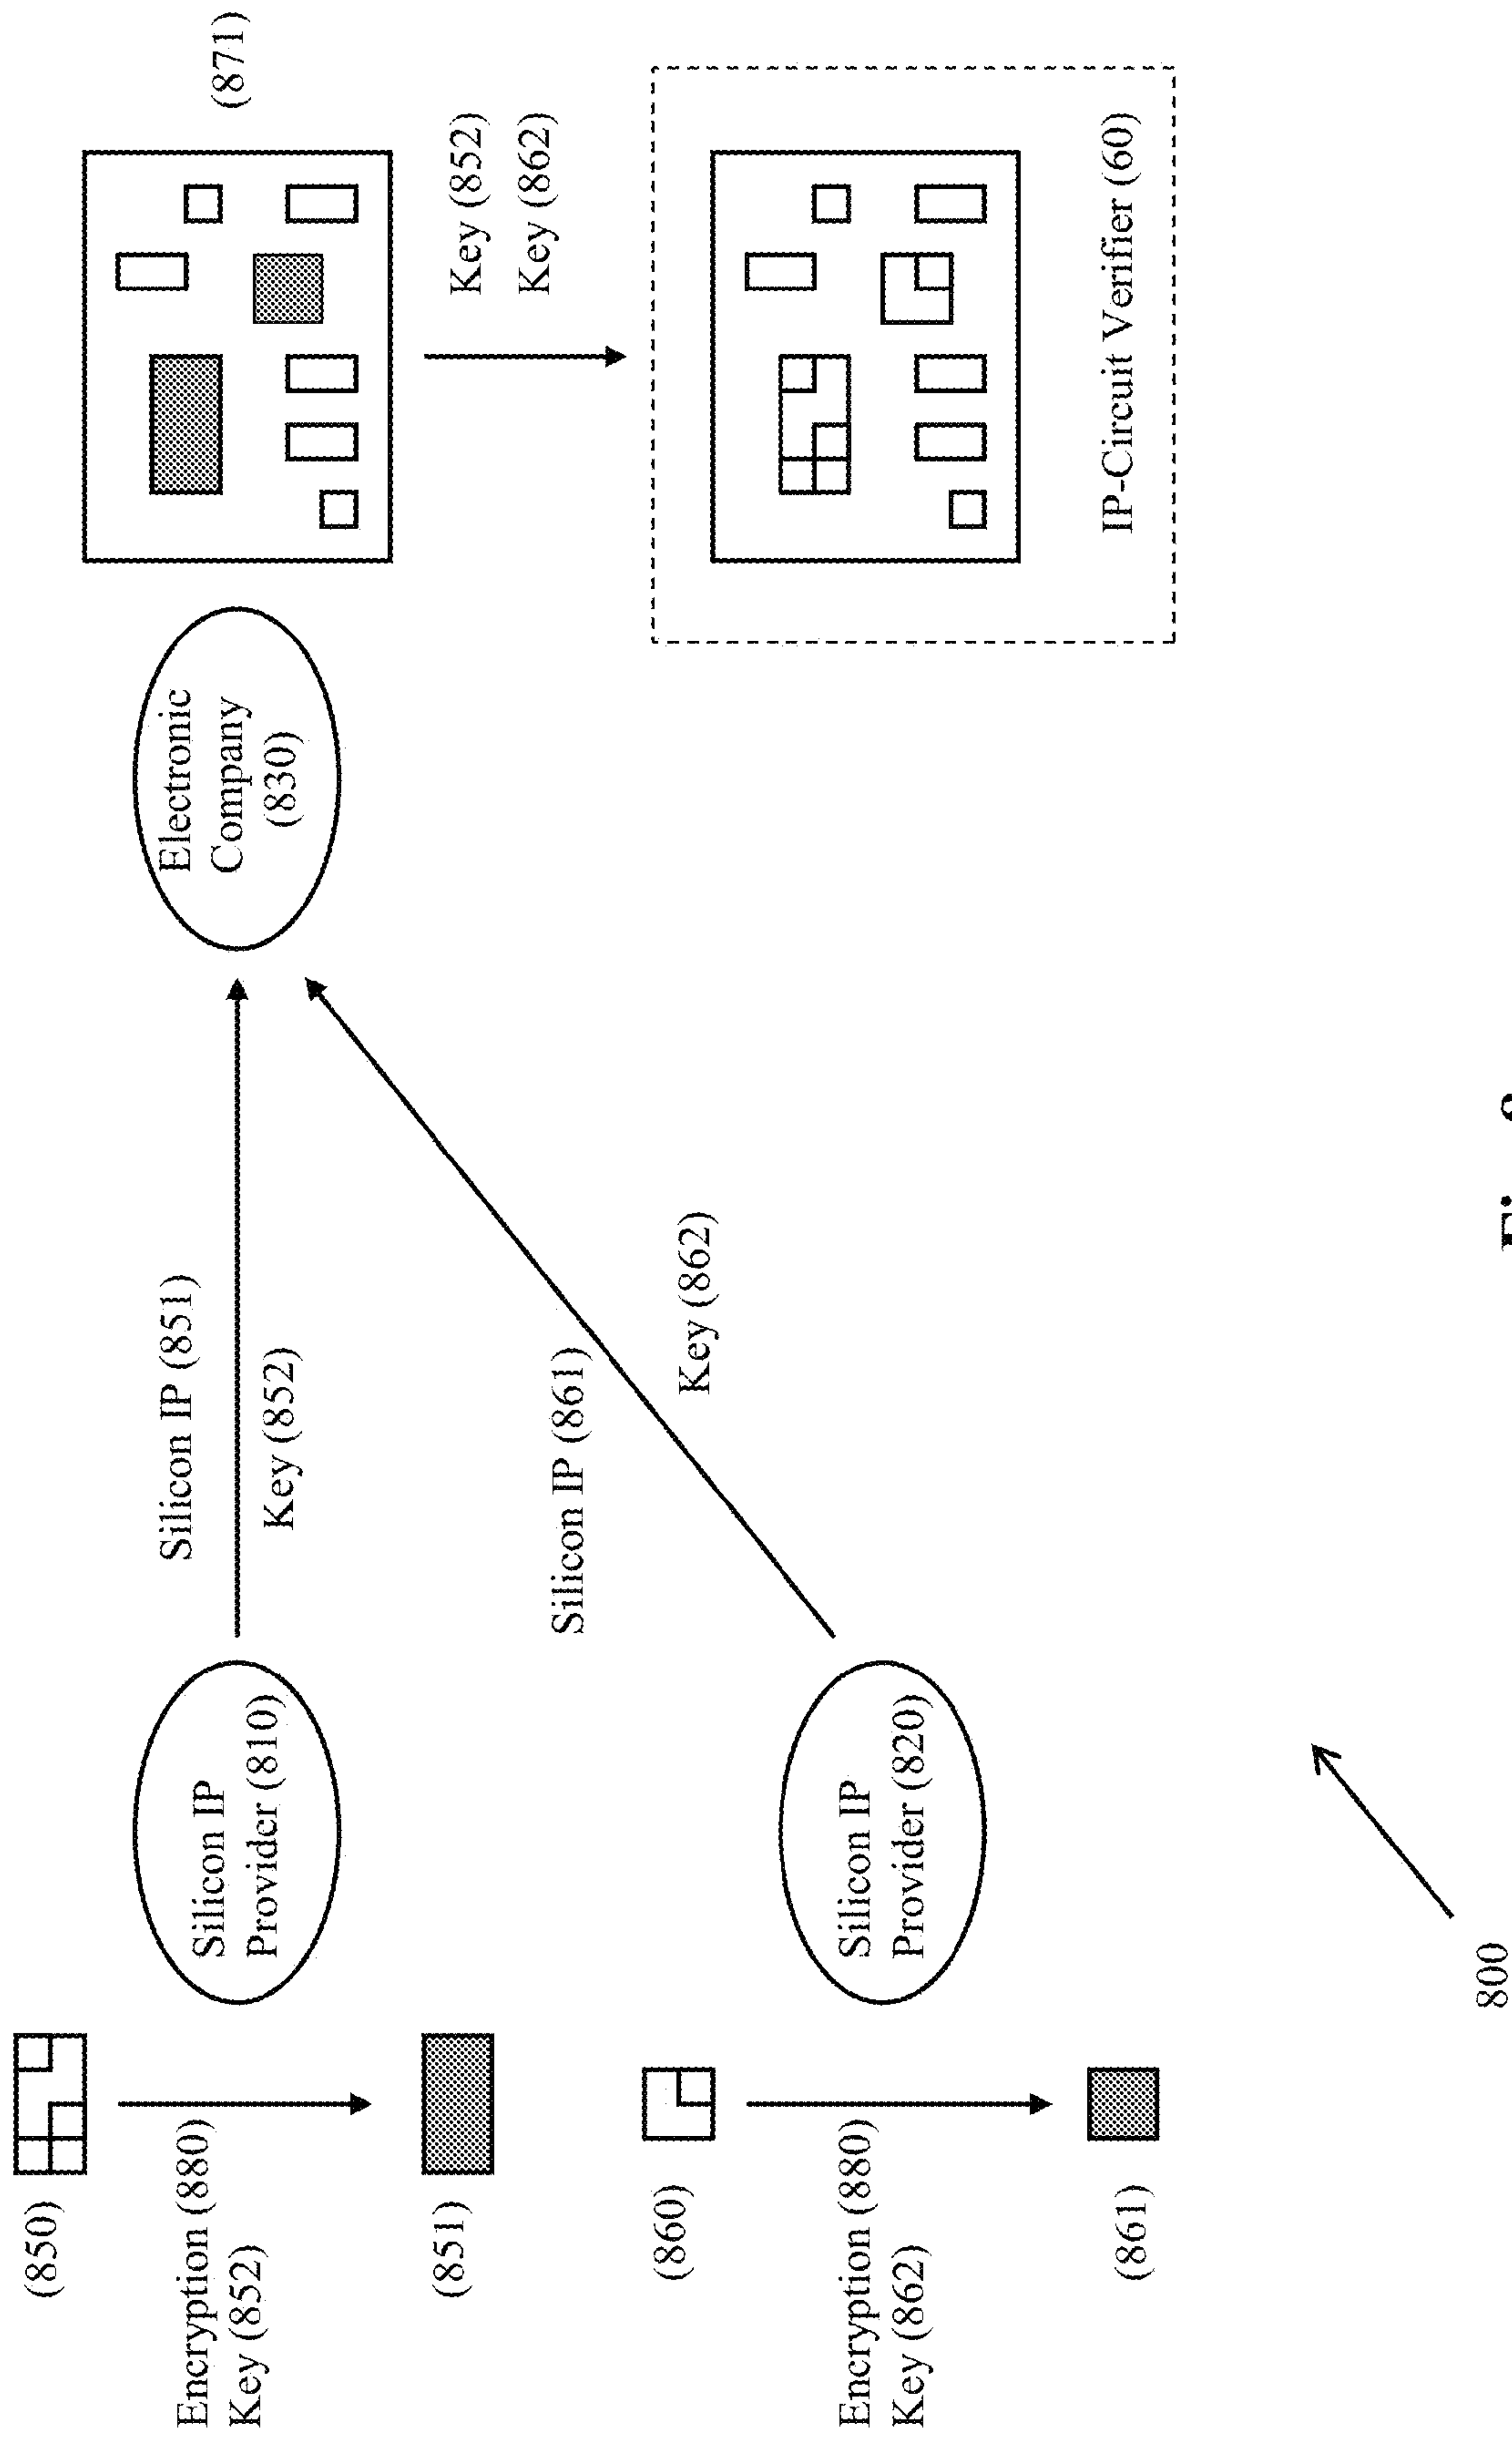 (850)
Encryption (880)
Key (852)
(851)
Silicon IP
Provider (810)
Silicon IP (851)
Key (852)
Electronic
Company
(830)
(871)
Key (852)
Key (862)
(860)
Encryption (880)
Key (862)
(861)
Silicon IP
Provider (820)
Silicon IP (861)
Key (862)
IP-Circuit Verifier (60)
800